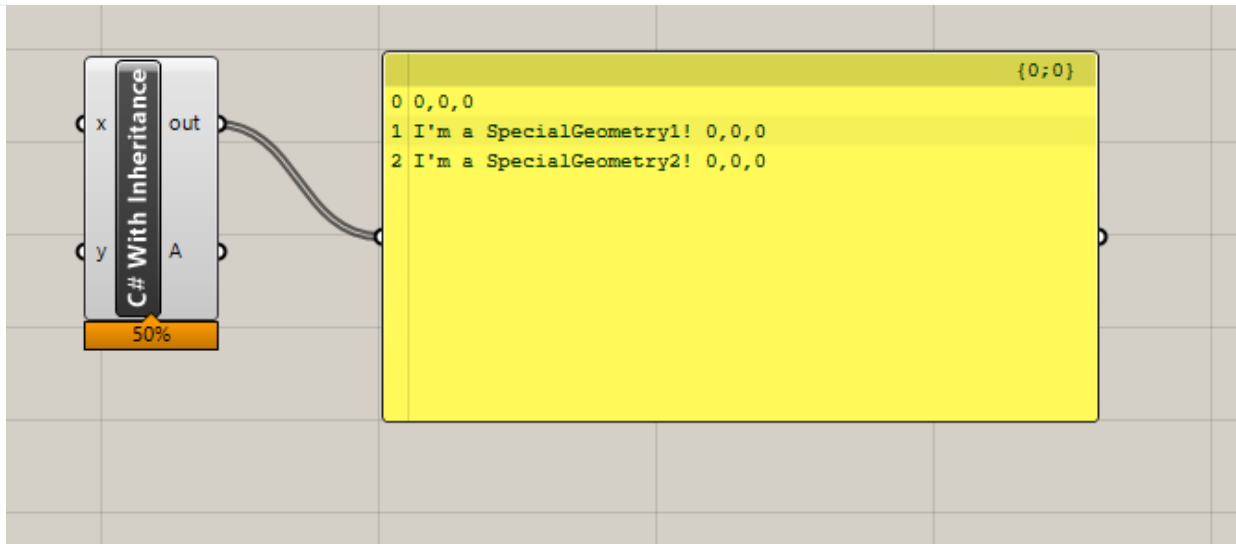 {0;0}
0 0,0,0
1 I'm a SpecialGeometry1! 0,0,0
2 I'm a SpecialGeometry2! 0,0,0
x
out
C# With Inheritance
y
A
50%